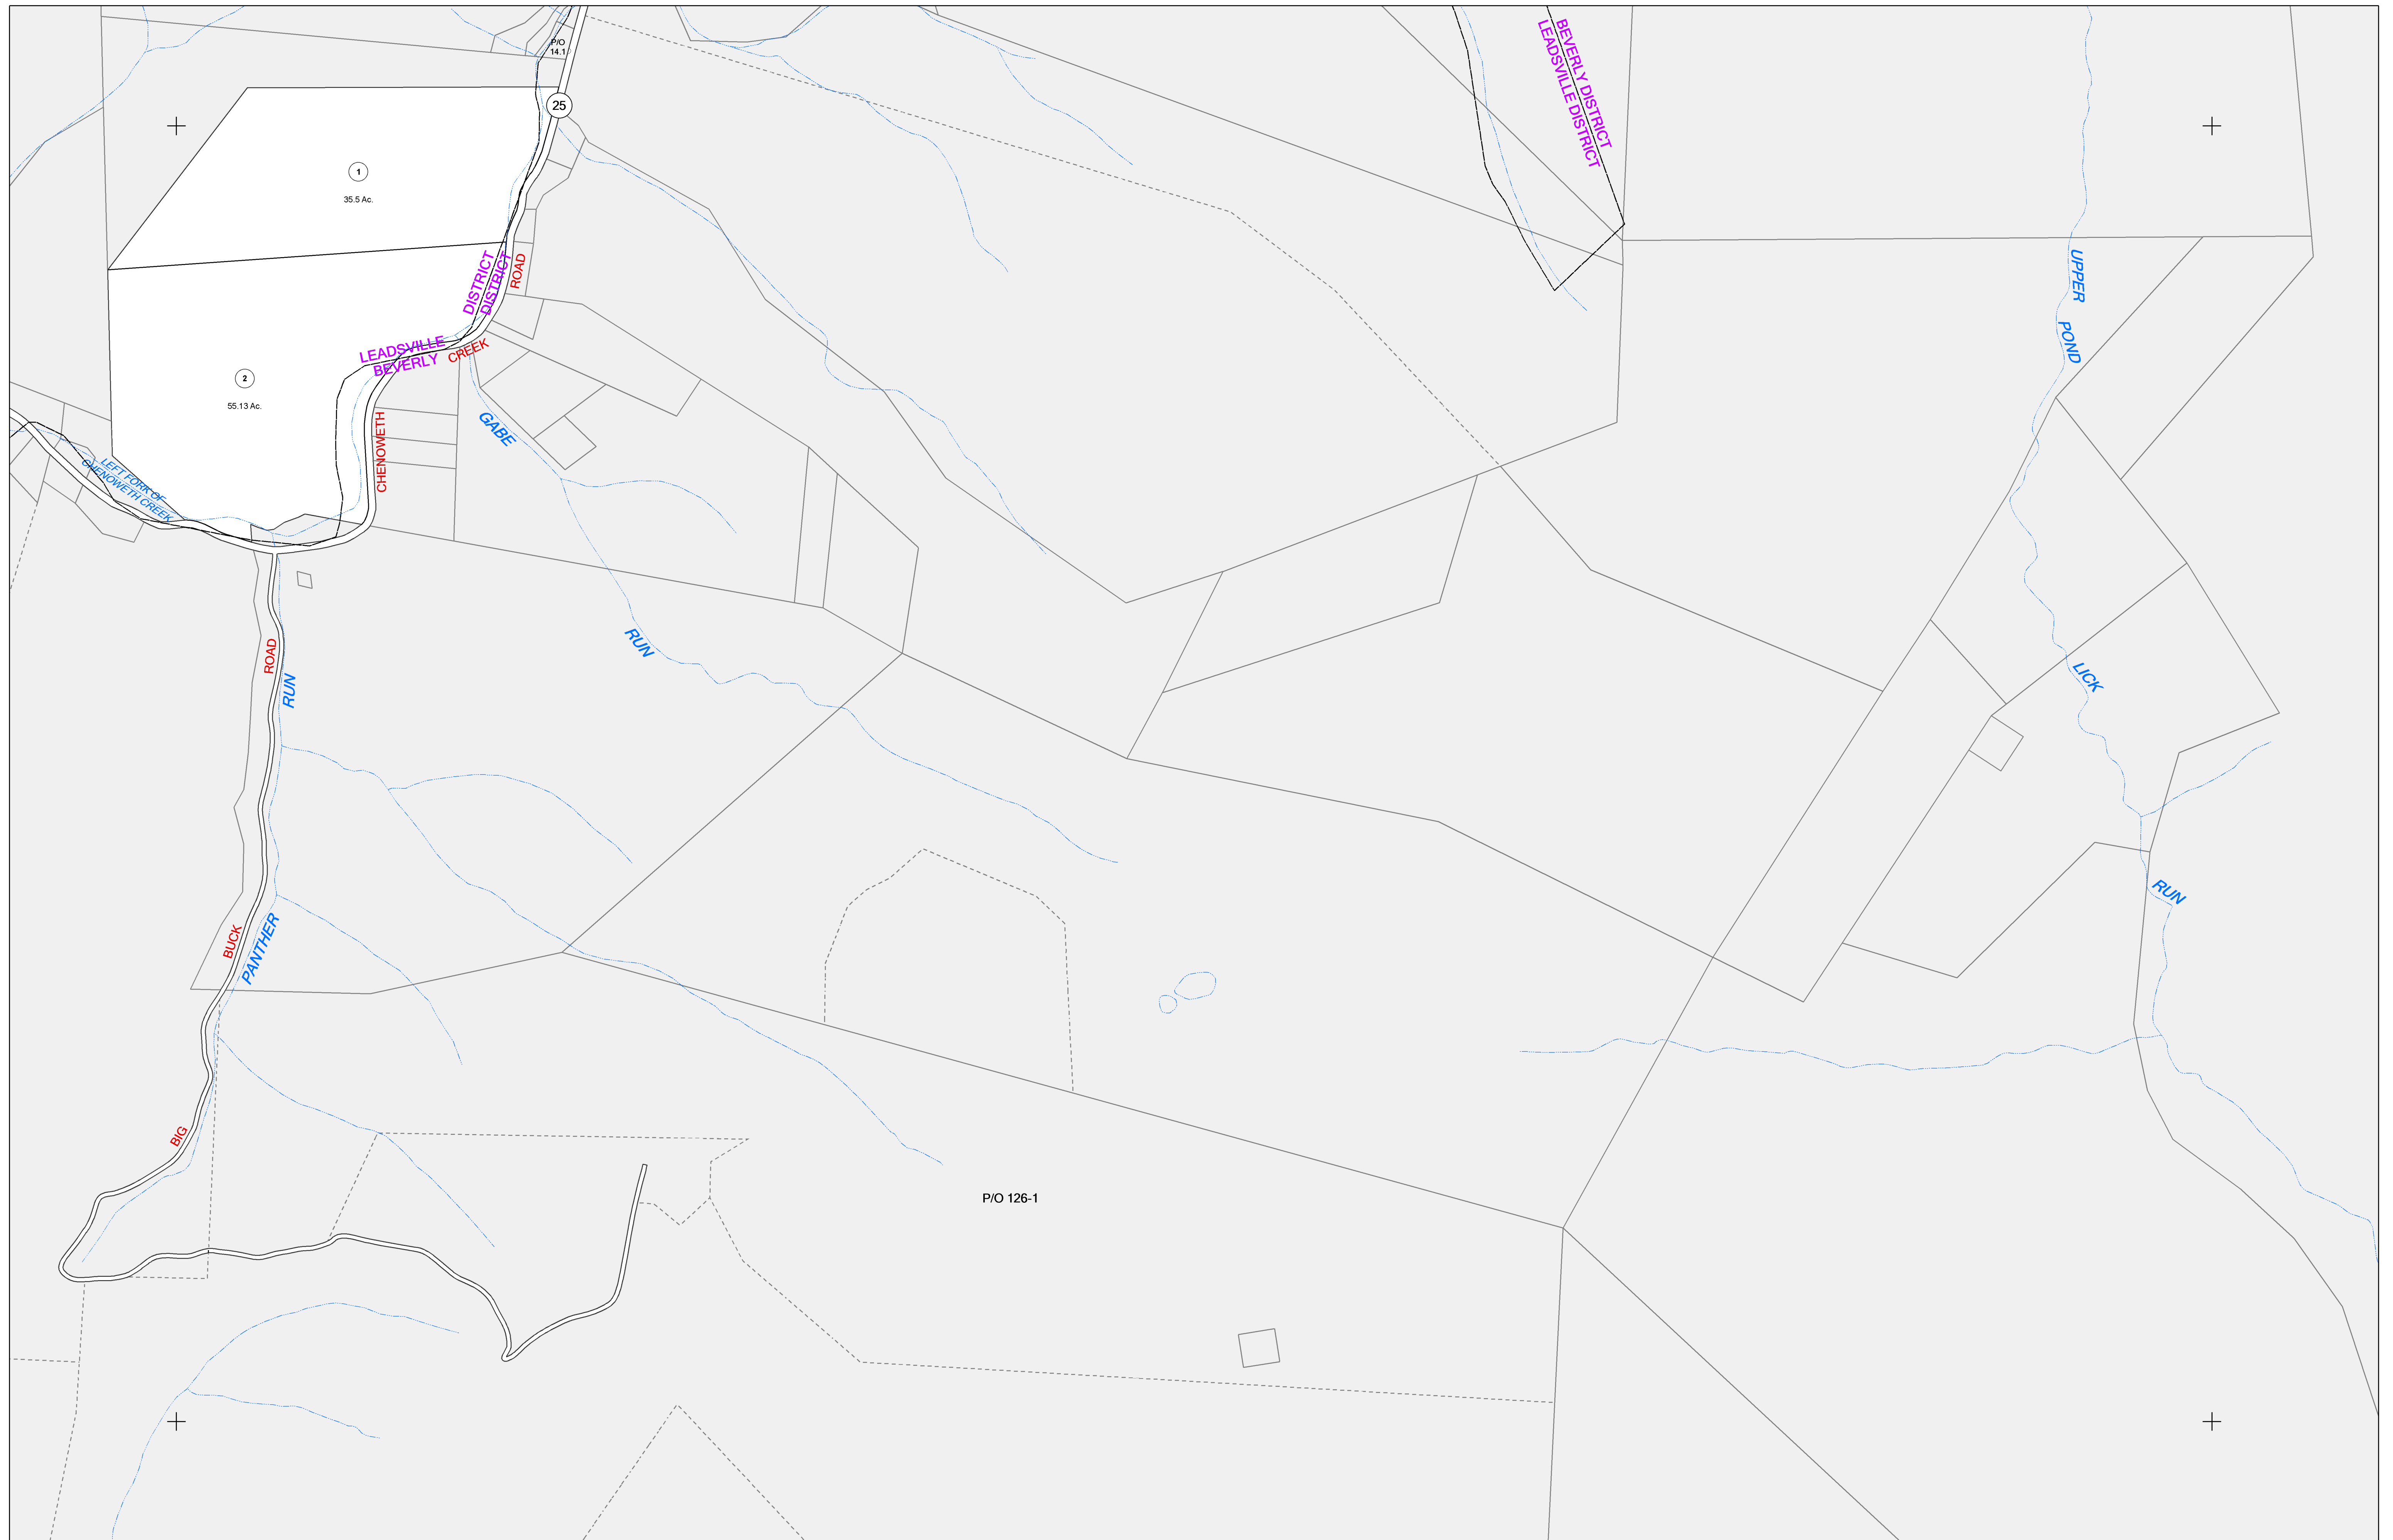 P/O
14.1
25
BEVERLY DISTRICT
LEADSVILLE DISTRICT
1
35.5 Ac.
DISTRICT
DISTRICT
ROAD
UPPER
POND
LEADSVILLE
BEVERLY
CREEK
2
55.13 Ac.
CHENOWETH
GABE
LEFT FORK OF
CHENOWETH CREEK
ROAD
RUN
RUN
LICK
RUN
BUCK
PANTHER
BIG
P/O 126-1